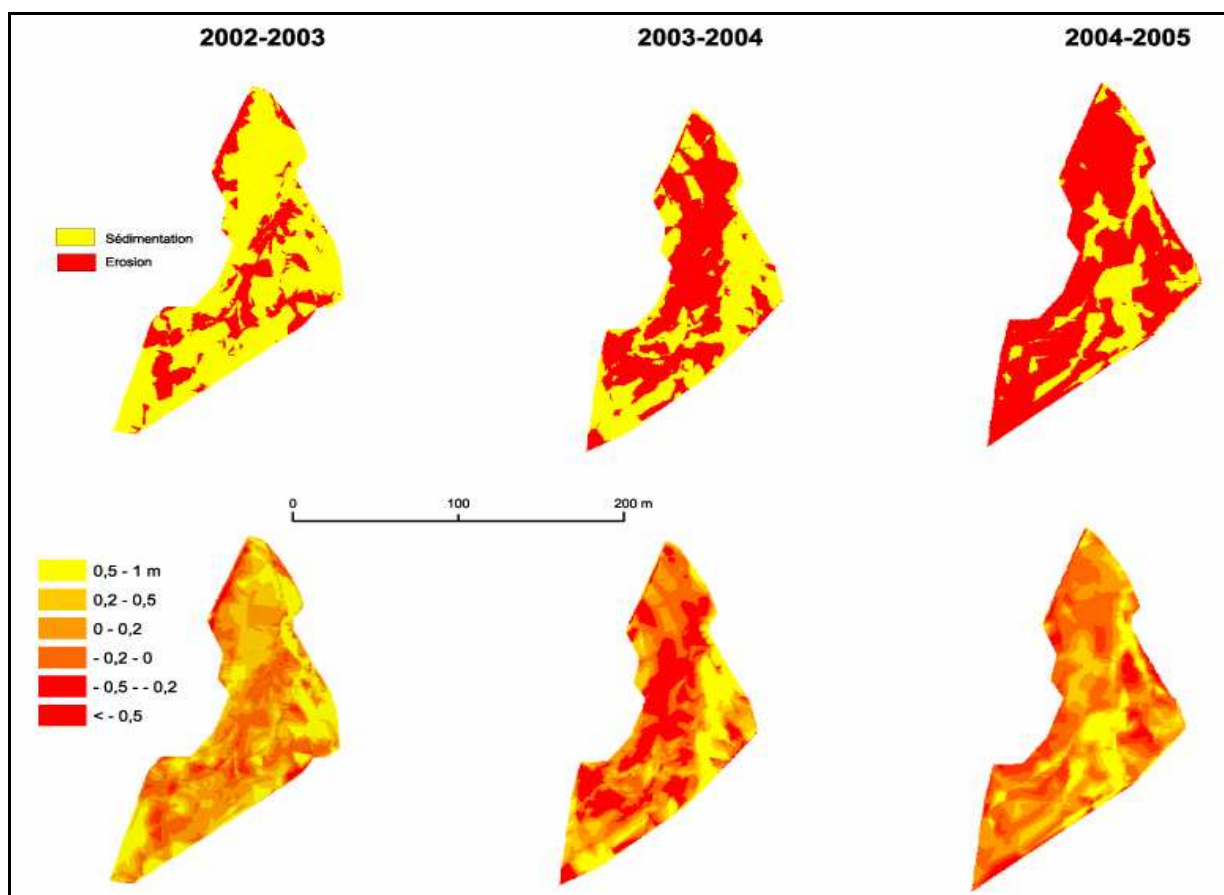 2002-2003
2003-2004
2004-2005
Sédimentation
Erosion
0 100 200 m
0,5 - 1 m
0,2 - 0,5
0 - 0,2
- 0,2 - 0
- 0,5 - - 0,2
< - 0,5